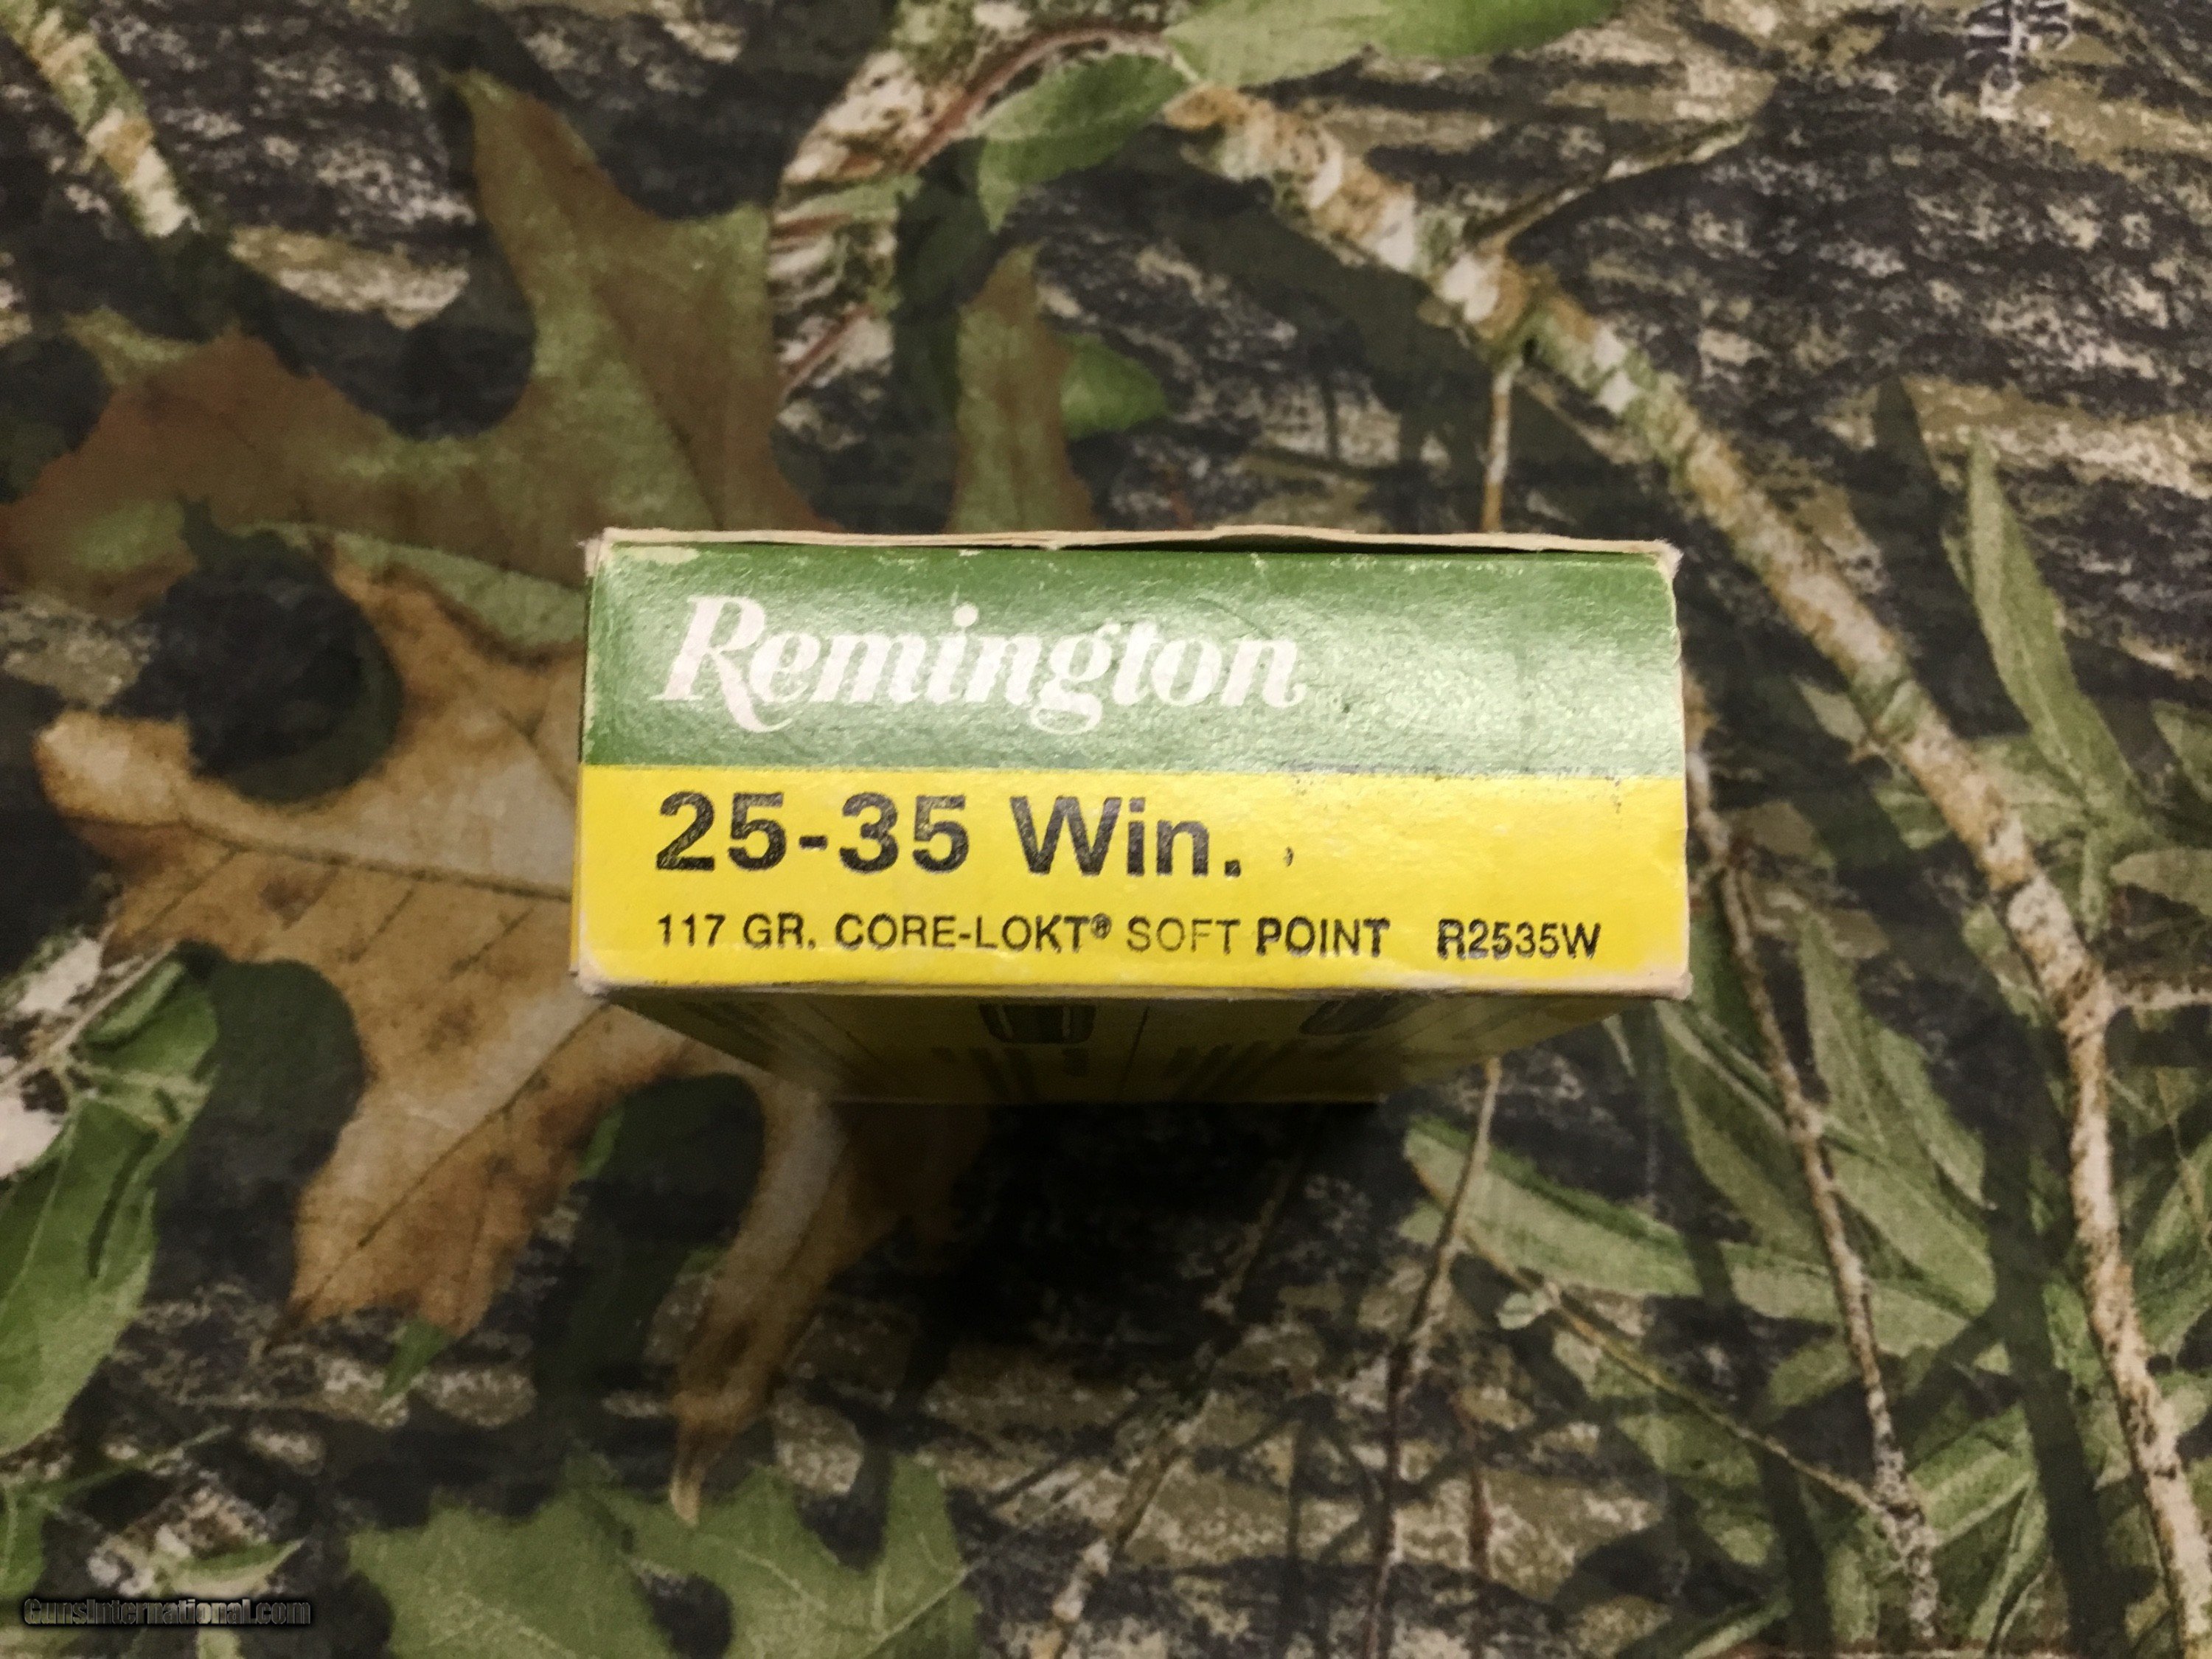 Remington
25-35 Win.
117 GR. CORE-LOKT® SOFT POINT R2535W
GunsInternational.com